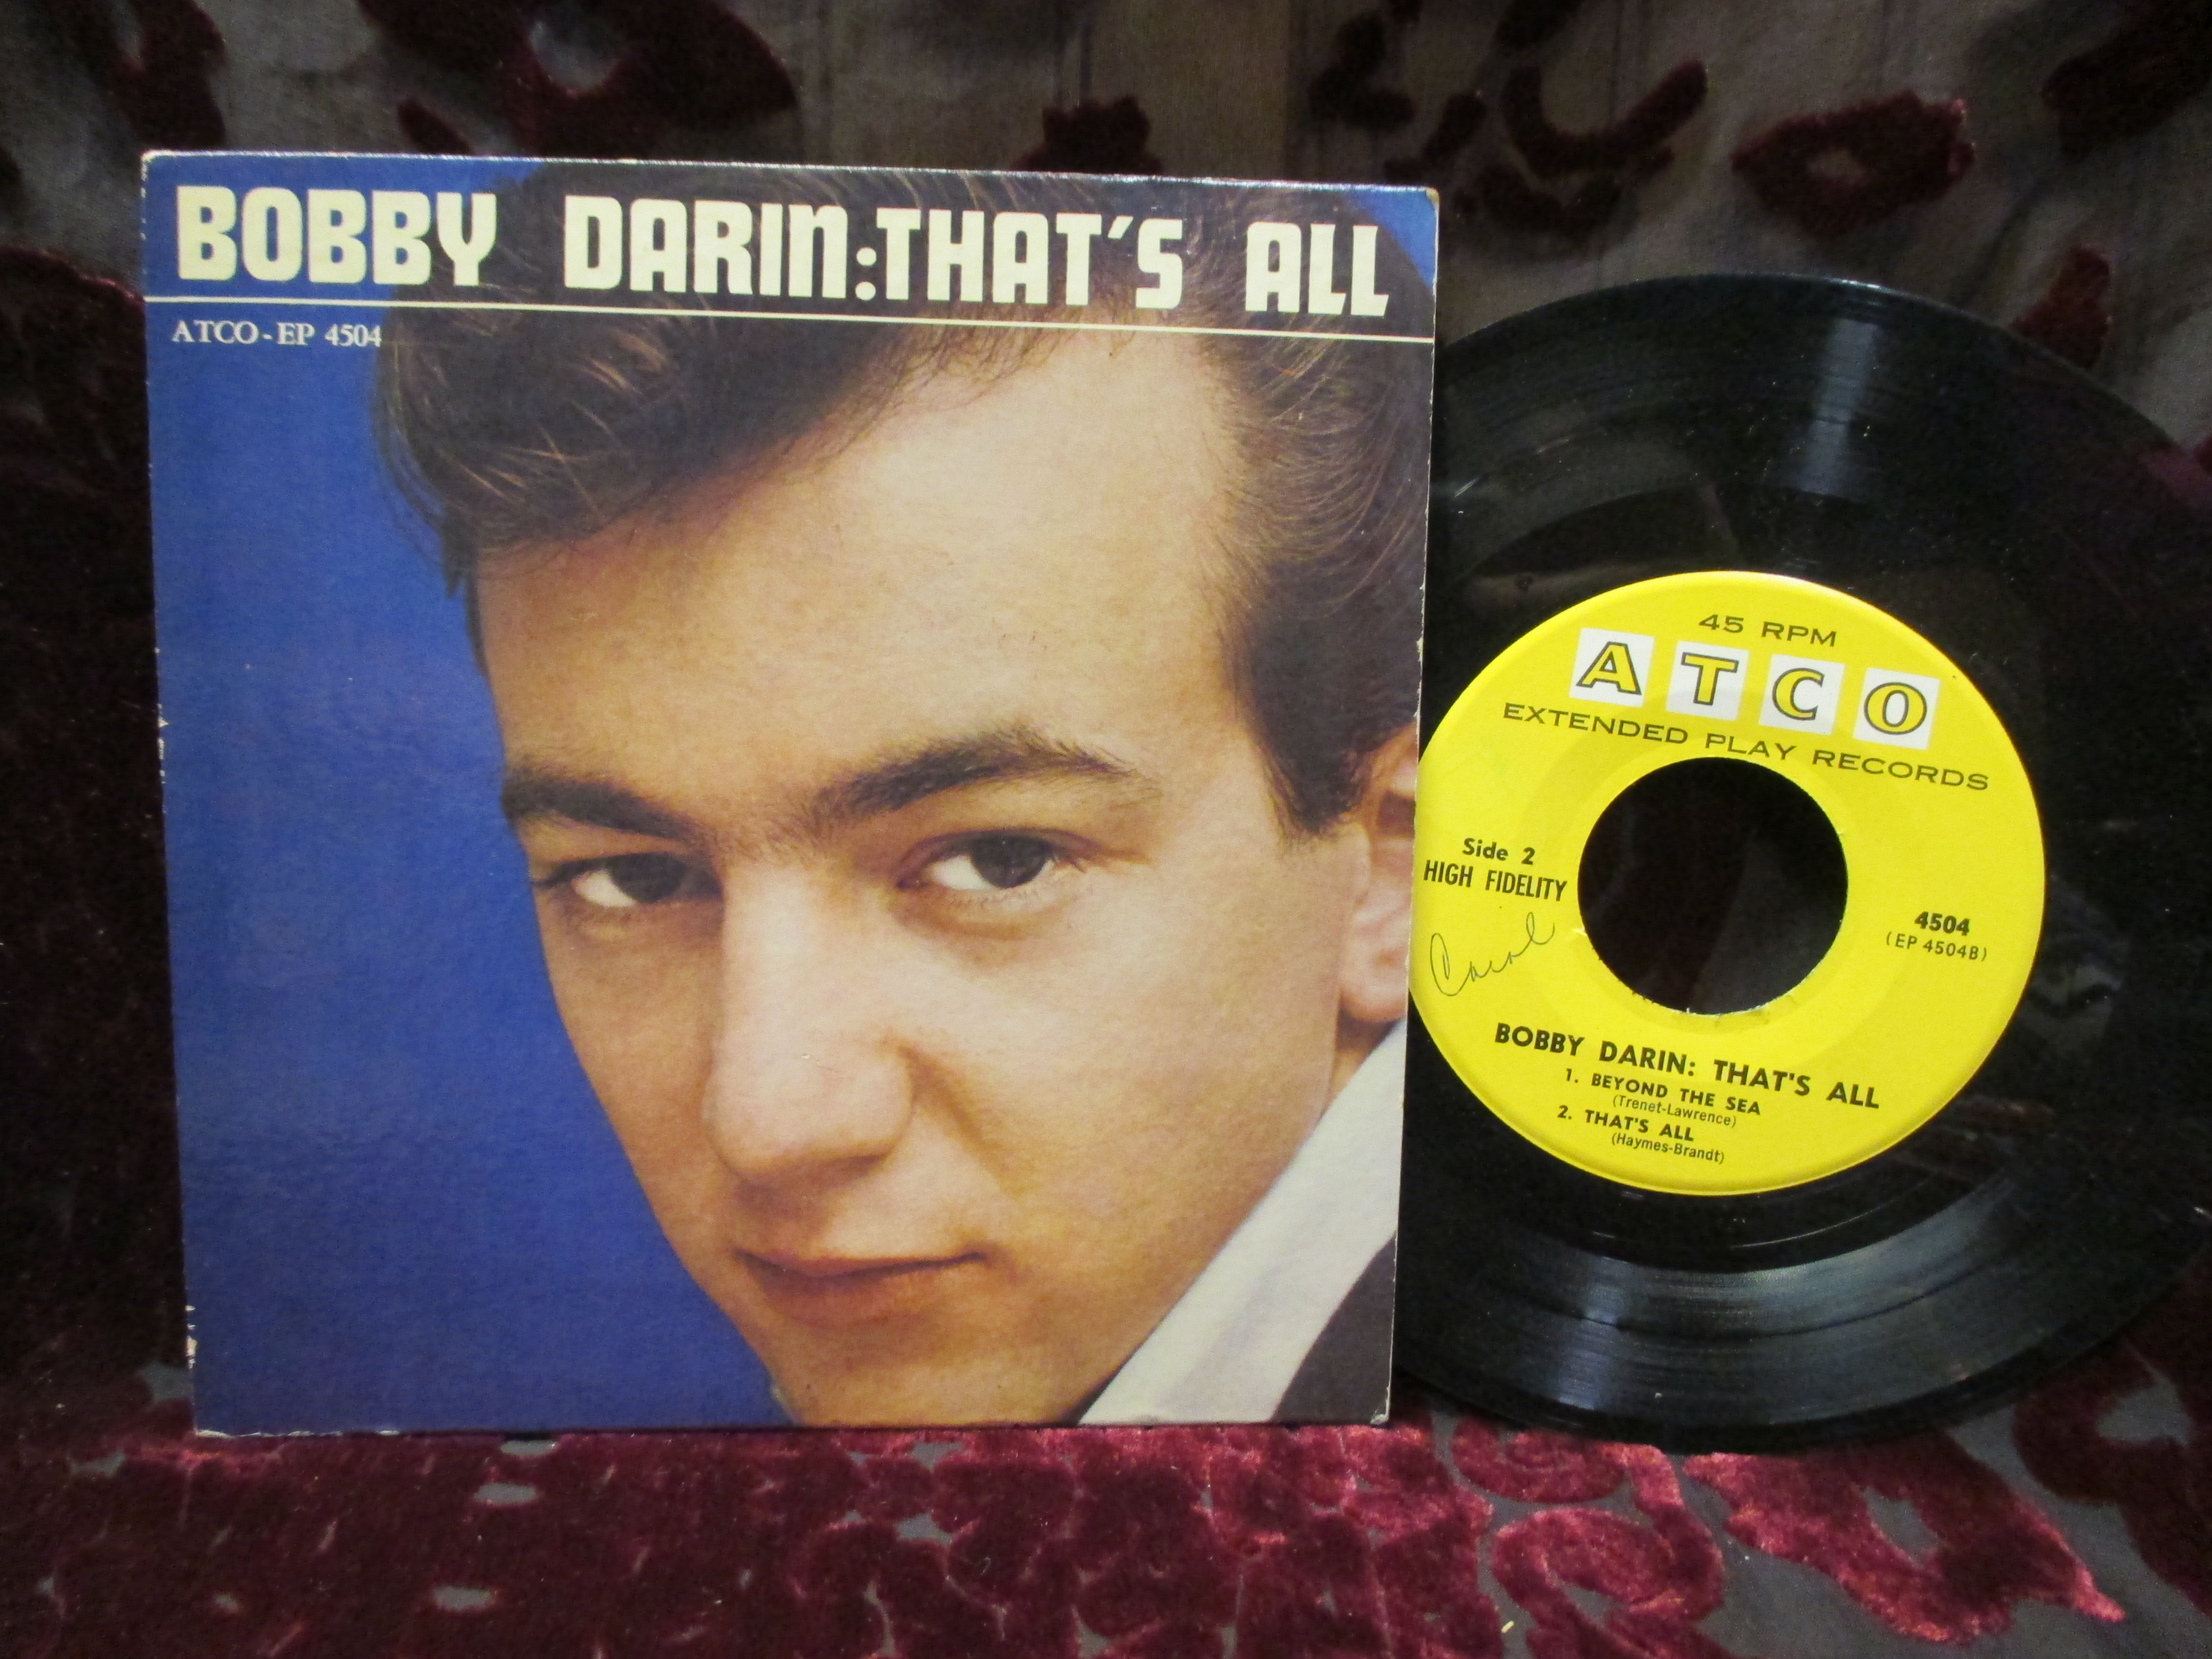 BOBBY DARIN:THAT'S ALL
ATCO-EP 4504
45 RPM
ATCO
EXTENDED PLAY RECORDS
Side 2
HIGH FIDELITY
Carol
4504
(EP 4504B)
BOBBY DARIN: THAT'S ALL
1. BEYOND THE SEA
(Trenet-Lawrence)
2. THAT'S ALL
(Haymes-Brandt)